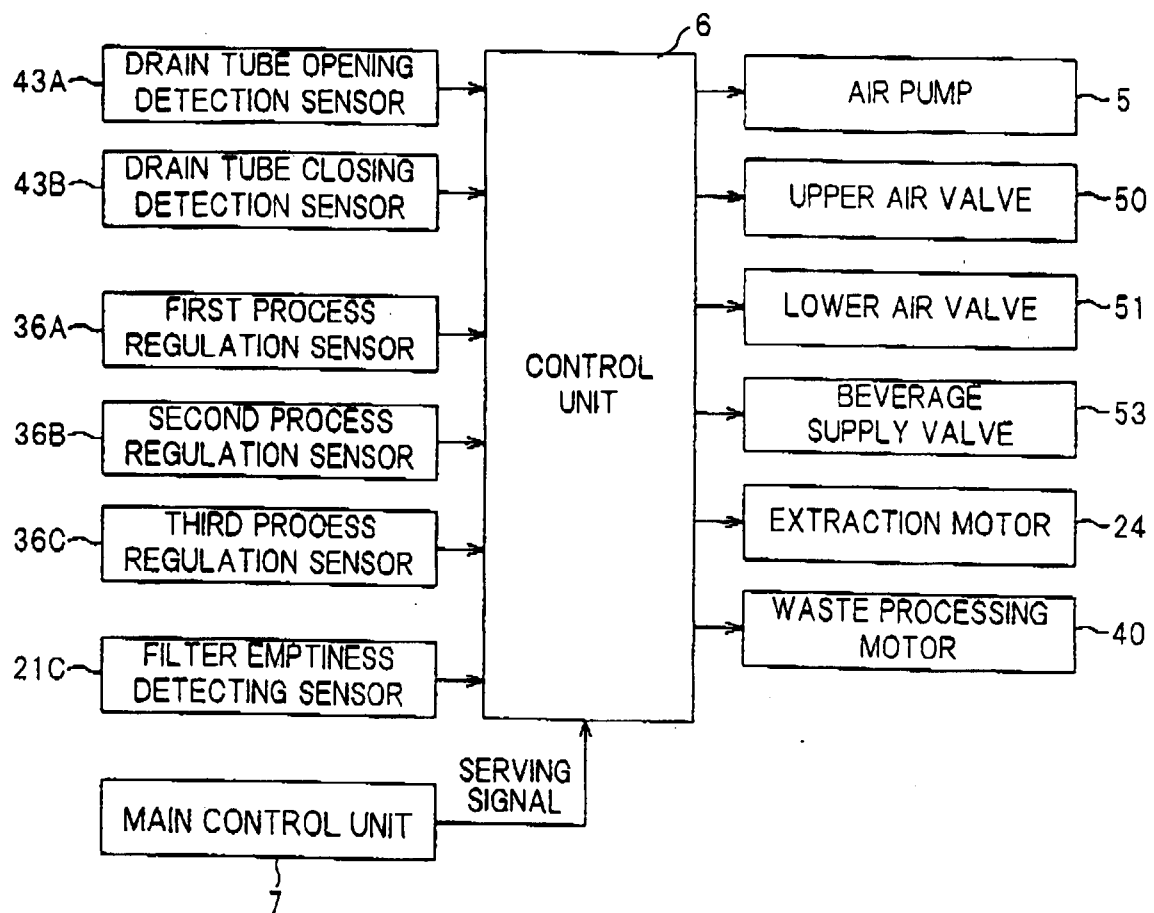 6
43A
DRAIN TUBE OPENING
DETECTION SENSOR
43B
DRAIN TUBE CLOSING
DETECTION SENSOR
36A
FIRST PROCESS
REGULATION SENSOR
36B
SECOND PROCESS
REGULATION SENSOR
36C
THIRD PROCESS
REGULATION SENSOR
21C
FILTER EMPTINESS
DETECTING SENSOR
MAIN CONTROL UNIT
7
SERVING
SIGNAL
CONTROL
UNIT
AIR PUMP
5
UPPER AIR VALVE
50
LOWER AIR VALVE
51
BEVERAGE
SUPPLY VALVE
53
EXTRACTION MOTOR
24
WASTE PROCESSING
MOTOR
40